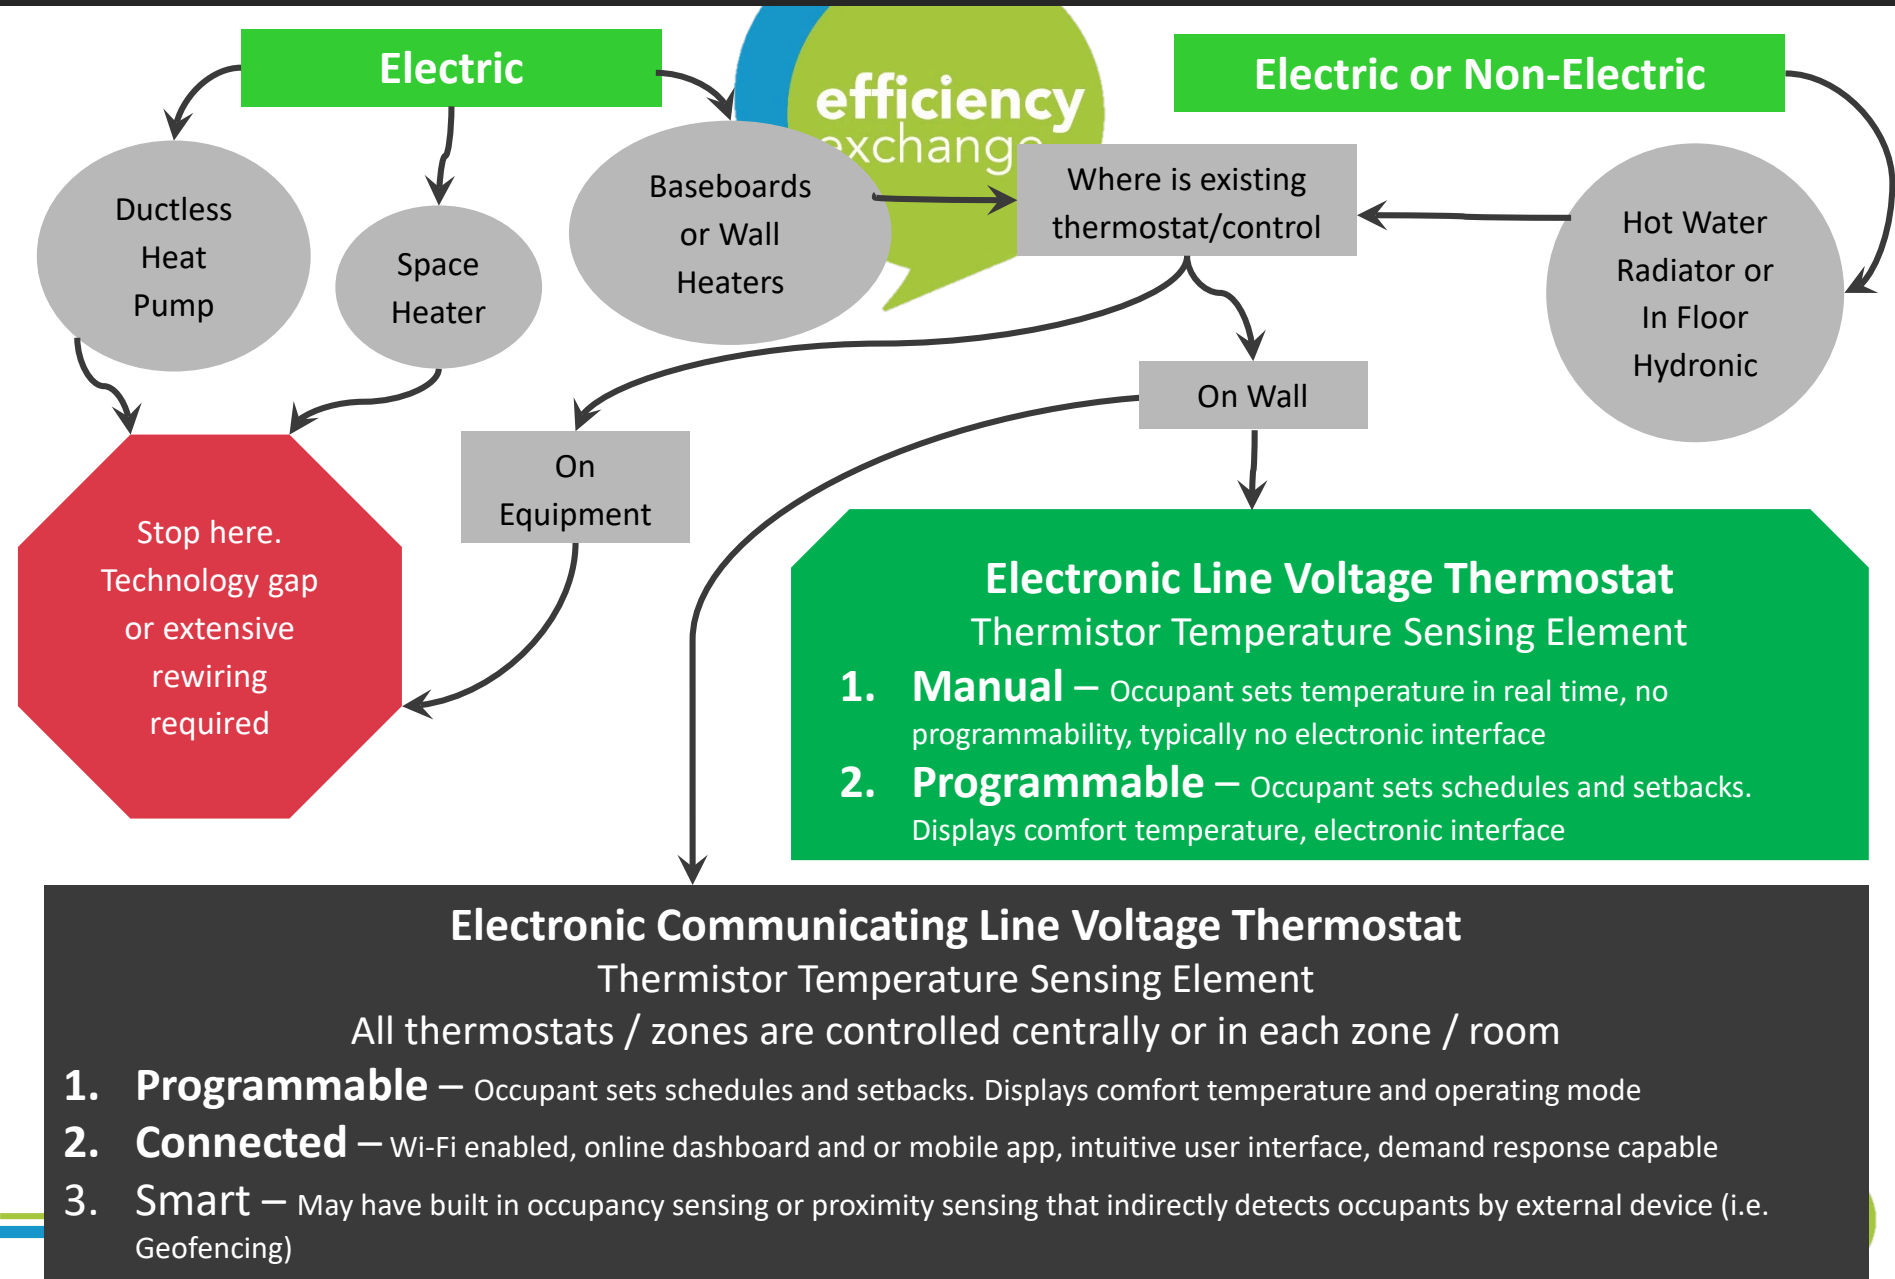 Electric
efficiency
exchange
Electric or Non-Electric
Ductless
Heat
Pump
Space
Heater
Baseboards
or Wall
Heaters
Where is existing
thermostat/control
Hot Water
Radiator or
In Floor
Hydronic
On Wall
On
Equipment
Stop here.
Technology gap
or extensive
rewiring
required
Electronic Line Voltage Thermostat
Thermistor Temperature Sensing Element
1. Manual – Occupant sets temperature in real time, no
programmability, typically no electronic interface
2. Programmable – Occupant sets schedules and setbacks.
Displays comfort temperature, electronic interface
Electronic Communicating Line Voltage Thermostat
Thermistor Temperature Sensing Element
All thermostats / zones are controlled centrally or in each zone / room
1. Programmable – Occupant sets schedules and setbacks. Displays comfort temperature and operating mode
2. Connected – Wi-Fi enabled, online dashboard and or mobile app, intuitive user interface, demand response capable
3. Smart – May have built in occupancy sensing or proximity sensing that indirectly detects occupants by external device (i.e.
Geofencing)